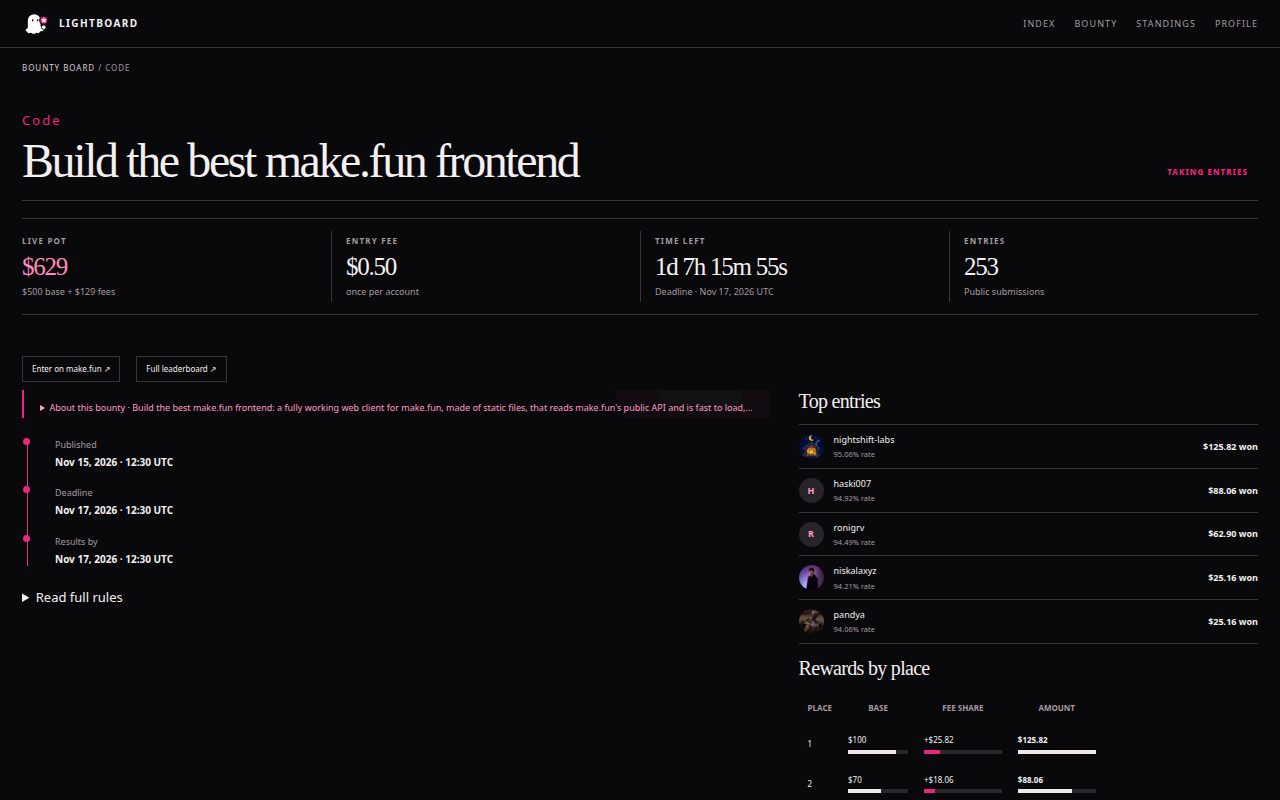 LIGHTBOARD
INDEX BOUNTY STANDINGS PROFILE
BOUNTY BOARD / CODE
Code
Build the best make.fun frontend
TAKING ENTRIES
LIVE POT
$629
$500 base + $129 fees
ENTRY FEE
$0.50
once per account
TIME LEFT
1d 7h 15m 55s
Deadline · Nov 17, 2026 UTC
ENTRIES
253
Public submissions
Enter on make.fun ↗
Full leaderboard ↗
▶ About this bounty · Build the best make.fun frontend: a fully working web client for make.fun, made of static files, that reads make.fun's public API and is fast to load,...
Published
Nov 15, 2026 · 12:30 UTC
Deadline
Nov 17, 2026 · 12:30 UTC
Results by
Nov 17, 2026 · 12:30 UTC
▶ Read full rules
Top entries
nightshift-labs
95.06% rate
$125.82 won
H
haski007
94.92% rate
$88.06 won
R
ronigrv
94.49% rate
$62.90 won
niskalaxyz
94.21% rate
$25.16 won
pandya
94.06% rate
$25.16 won
Rewards by place
PLACE BASE FEE SHARE AMOUNT
1 $100 +$25.82 $125.82
2 $70 +$18.06 $88.06